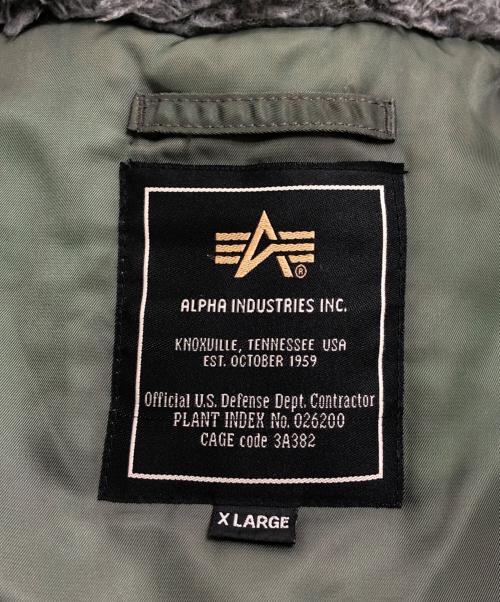 ®
ALPHA INDUSTRIES INC.
KNOXVILLE, TENNESSEE USA
EST. OCTOBER 1959
Official U.S. Defense Dept. Contractor
PLANT INDEX No. 026200
CAGE code 3A382
X LARGE